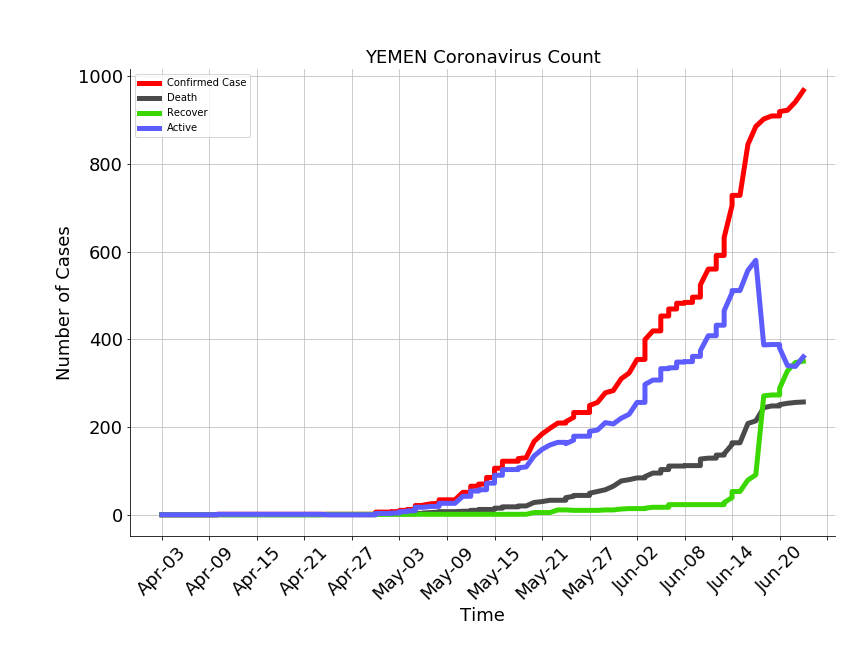 YEMEN Coronavirus Count
Confirmed Case
Death
Recover
Active
1000
800
600
400
200
0
Number of Cases
Apr-03
Apr-09
Apr-15
Apr-21
Apr-27
May-03
May-09
May-15
May-21
May-27
Jun-02
Jun-08
Jun-14
Jun-20
Time